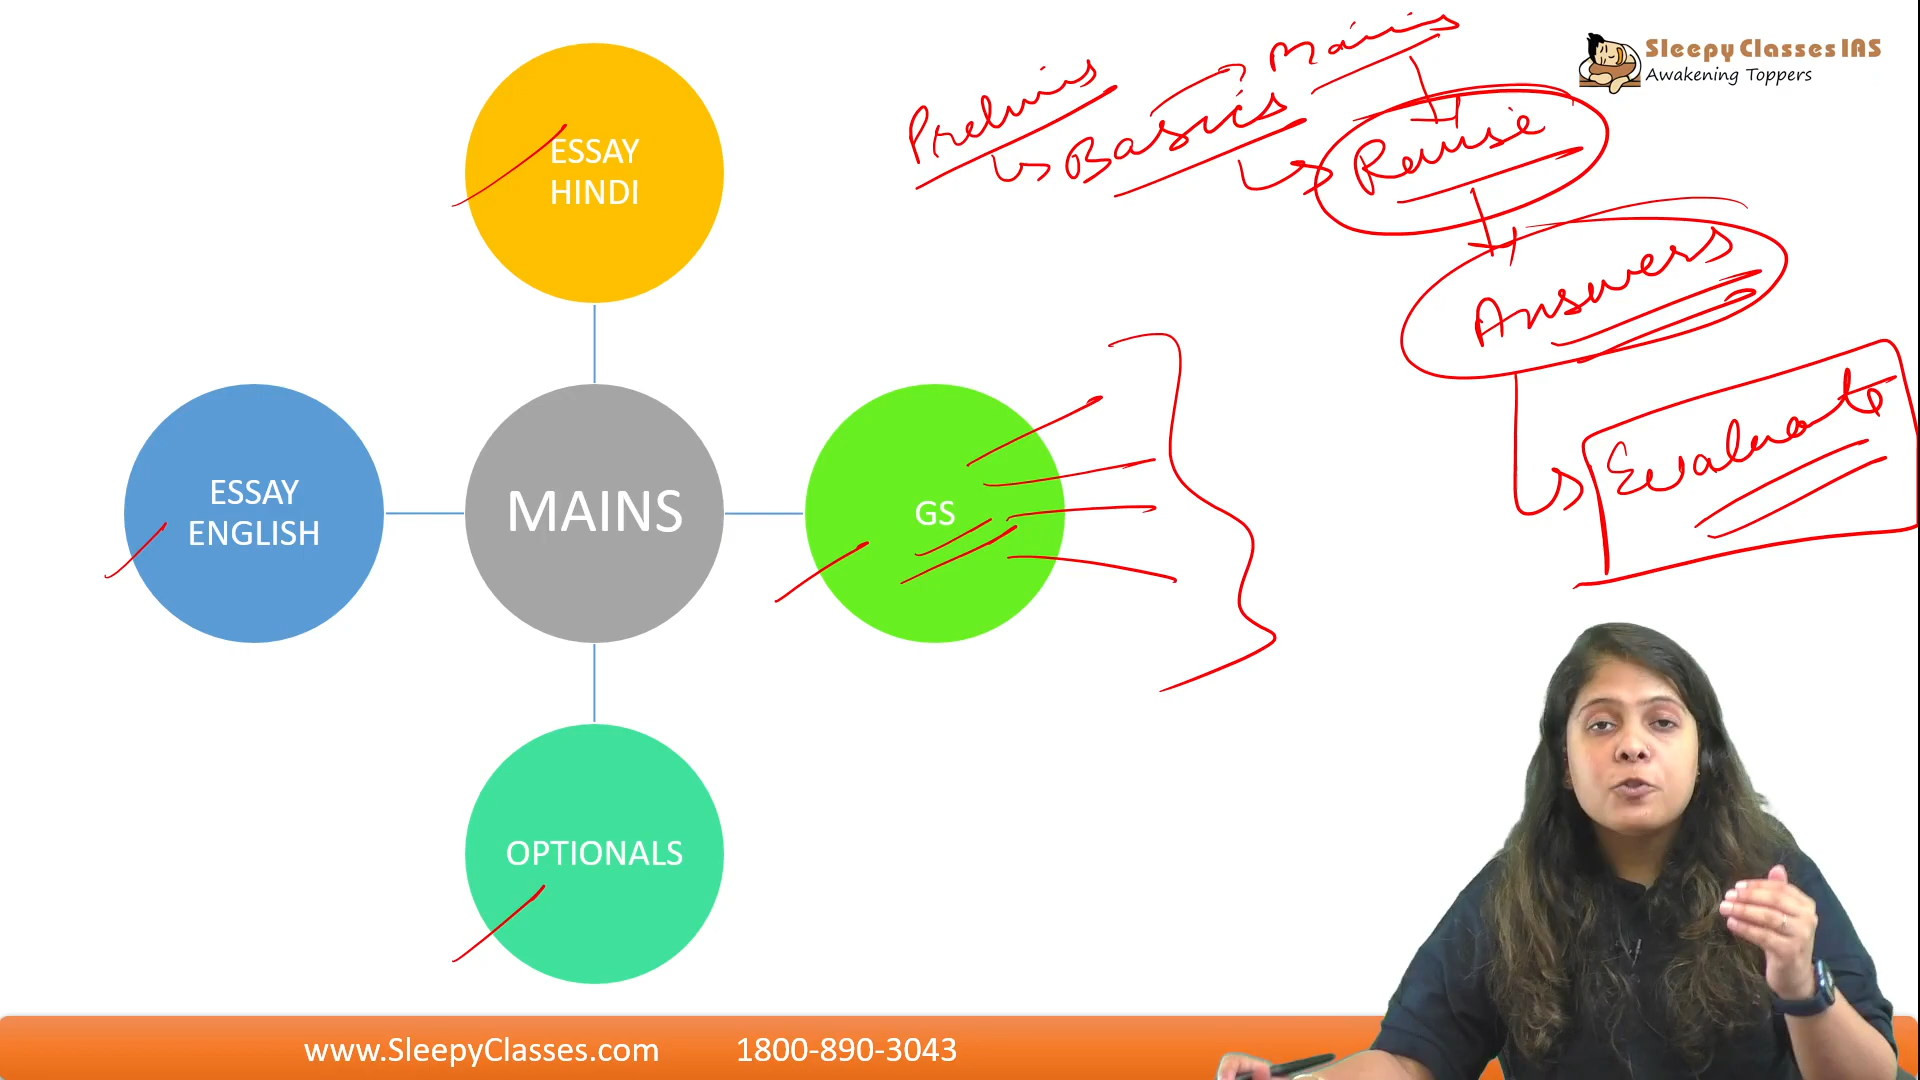 Sleepy Classes IAS
Awakening Toppers
Prelims
Basics
Mains
Revise
Answers
Evaluate
ESSAY
HINDI
ESSAY
ENGLISH
MAINS
GS
OPTIONALS
www.SleepyClasses.com
1800-890-3043